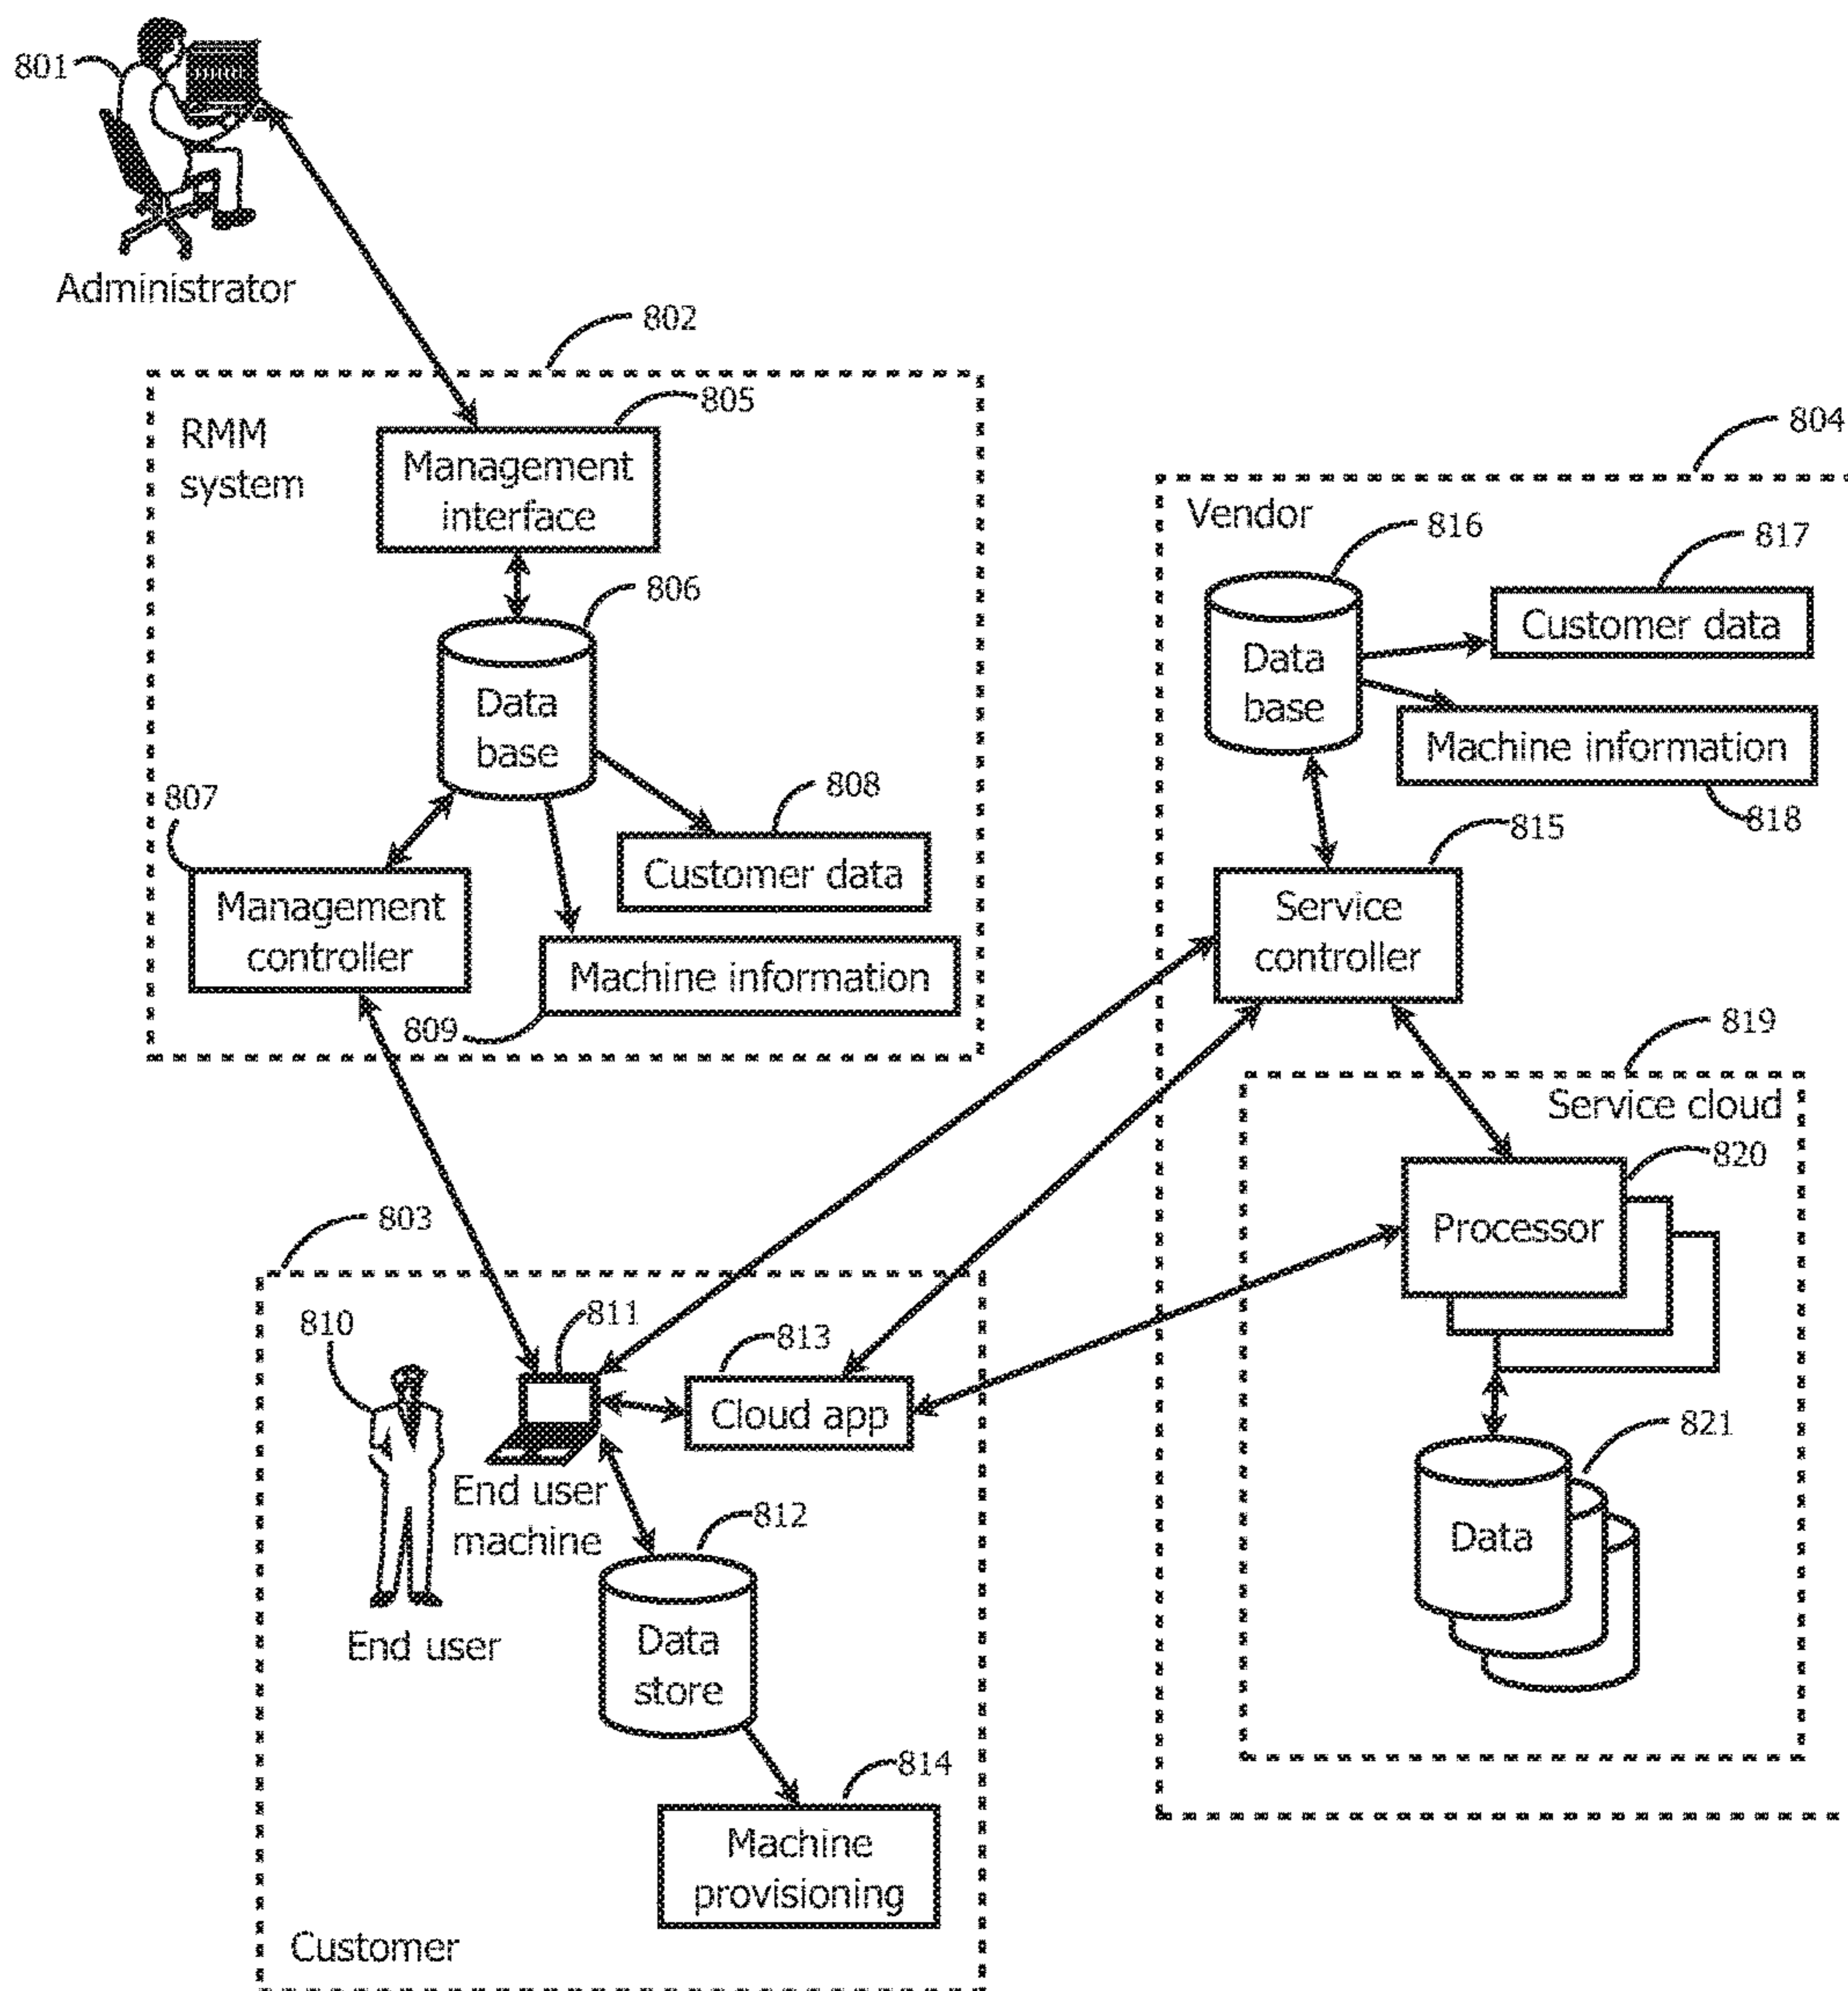 801
Administrator
802
RMM
system
805
Management
interface
806
Data
base
807
808
Customer data
Management
controller
Machine information
809
804
Vendor
816
817
Customer data
Data
base
Machine information
818
815
Service
controller
819
Service cloud
820
Processor
821
Data
803
810
811
813
Cloud app
End user
machine
End user
812
Data
store
814
Machine
provisioning
Customer